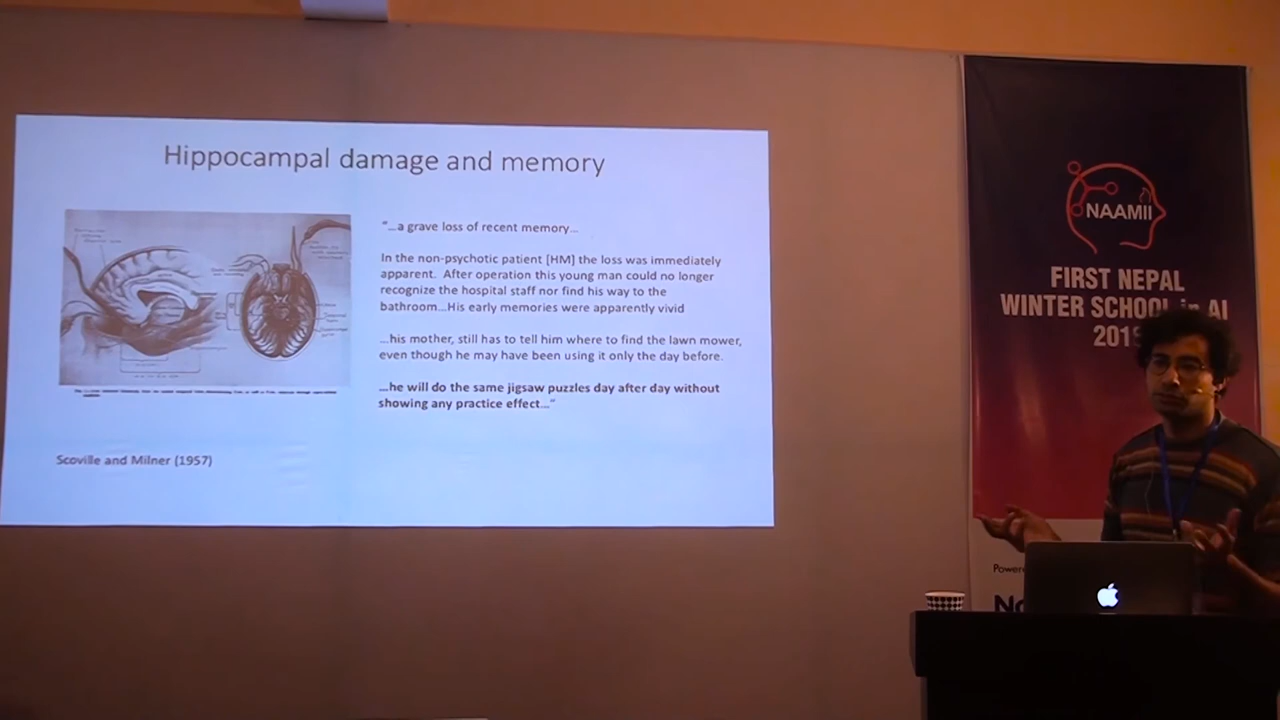 Hippocampal damage and memory
"…a grave loss of recent memory…
In the non-psychotic patient [HM] the loss was immediately
apparent. After operation this young man could no longer
recognize the hospital staff nor find his way to the
bathroom…His early memories were apparently vivid
…his mother, still has to tell him where to find the lawn mower,
even though he may have been using it only the day before.
…he will do the same jigsaw puzzles day after day without
showing any practice effect…"
Scoville and Milner (1957)
NAAMII
FIRST NEPAL
WINTER SCHOOL in AI
201
Power